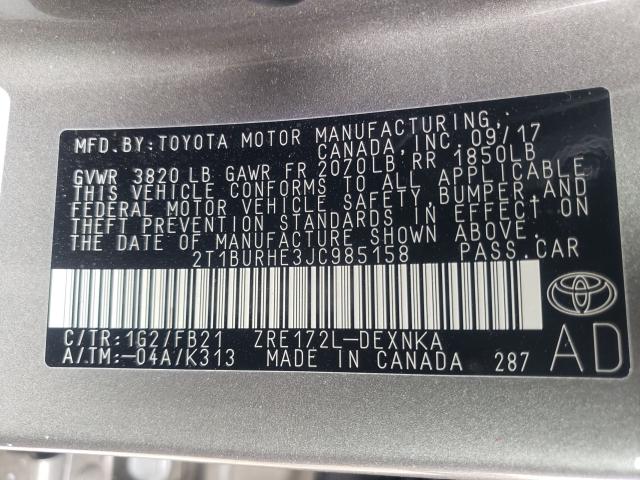 MFD. BY: TOYOTA MOTOR MANUFACTURING,
CANADA, INC. 09/17
GVWR 3820 LB GAWR FR 2070LB, RR 1850LB
THIS VEHICLE CONFORMS TO ALL APPLICABLE
FEDERAL MOTOR VEHICLE SAFETY, BUMPER, AND
THEFT PREVENTION STANDARDS IN EFFECT ON
THE DATE OF MANUFACTURE SHOWN ABOVE.
2T1BURHE3JC985158 PASS. CAR
C/TR: 1G2/FB21 ZRE172L-DEXNKA
A/TM: -04A/K313 MADE IN CANADA 287
AD